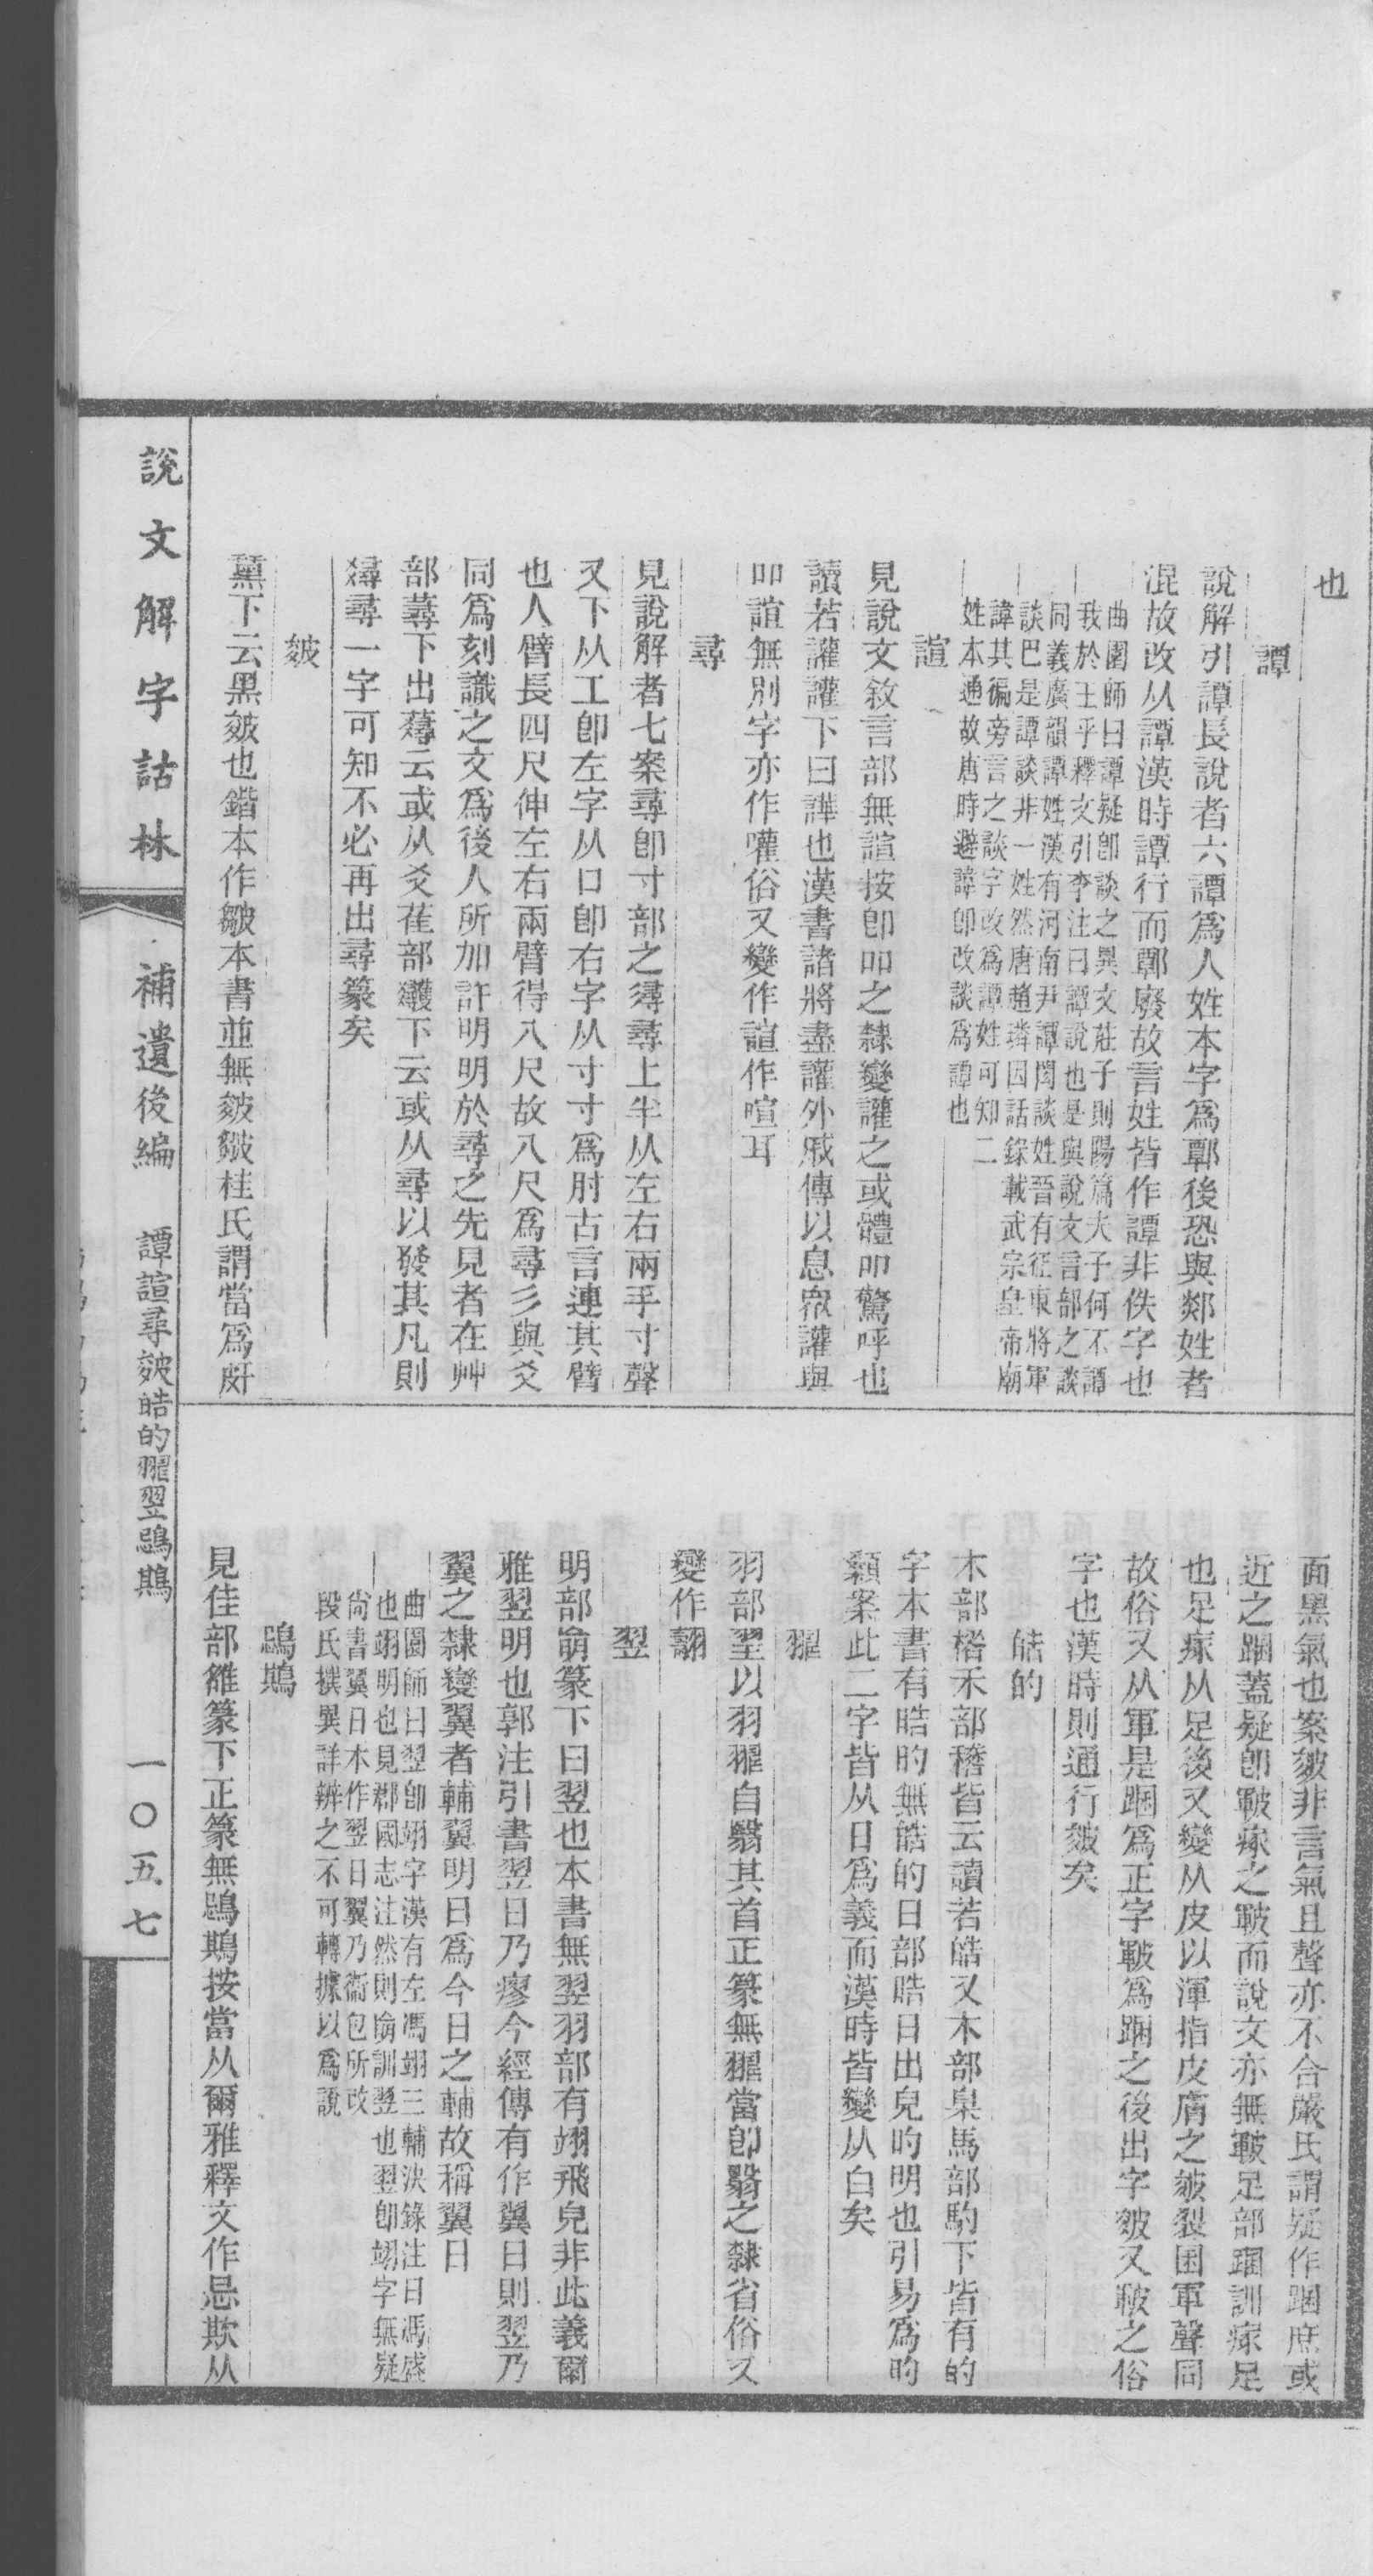 也
譚
說解引譚長說者六譚爲人姓本字爲鄿後恐與郯姓者
混故改从譚漢時譚行而鄿廢故言姓皆作譚非佚字也
曲園師曰譚疑卽談之異文莊子則陽篇夫子何不譚
我於王乎釋文引李注曰譚說也是與說文言部之談
同義廣韻譚姓漢有河南尹譚閎談姓晉有征東將軍
談巴是譚談非一姓然唐趙璘因話錄載武宗皇帝廟
諱其徧旁言之談字改爲譚姓可知二
姓本通故唐時避諱卽改談爲譚也
諠
見說文敘言部無諠按卽吅之隸變讙之或體吅驚呼也
讀若讙讙下曰譁也漢書諸將盡讙外戚傳以息衆讙與
吅諠無別字亦作嚾俗又變作諠作喧耳
尋
見說解者七案尋卽寸部之㝷尋上半从左右兩手寸聲
又下从工卽左字从口卽右字从寸寸爲肘古言連其臂
也人臂長四尺伸左右兩臂得八尺故八尺爲尋彡與爻
同爲刻識之文爲後人所加許明明於尋之先見者在艸
部蕁下出薚云或从爻萑部彠下云或从尋以發其凡則
㝷尋一字可知不必再出尋篆矣
皴
黰下云黑皴也鍇本作皴本書並無皴皴桂氏謂當爲皯
面黑氣也案皴非言氣且聲亦不合嚴氏謂疑作踞庶或
近之踞蓋疑卽皸瘃之皸而說文亦無皸足部踞訓瘃足
也足瘃从足後又變从皮以渾指皮膚之皴裂囷軍聲同
故俗又从軍是踞爲正字皸爲踞之後出字皴又皸之俗
字也漢時則通行皴矣
皓的
木部榰禾部𥠻皆云讀若皓又木部臬馬部馰下皆有的
字本書有晧旳無皓的日部晧日出皃旳明也引易爲旳
顙案此二字皆从日爲義而漢時皆變从白矣
翟
羽部䍿以羽翟自翳其首正篆無翟當卽翳之隸省俗又
變作翿
翌
明部朚篆下曰翌也本書無翌羽部有翊飛皃非此義爾
雅翌明也郭注引書翌日乃瘳今經傳有作翼日則翌乃
翼之隸變翼者輔翼明日爲今日之輔故稱翼日
曲園師曰翌卽翊字漢有左馮翊三輔決錄注曰馮盛
也翊明也見郡國志注然則朚訓翌也翌卽翊字無疑
尚書翼日本作翌日翼乃衞包所改
段氏撰異詳辨之不可轉據以爲說
鶋鶀
見隹部雒篆下正篆無鶋鶀按當从爾雅釋文作忌欺从
說文解字詁林
補遺後編
譚諠尋皴皓的翟翌鶋鶀
一〇五七